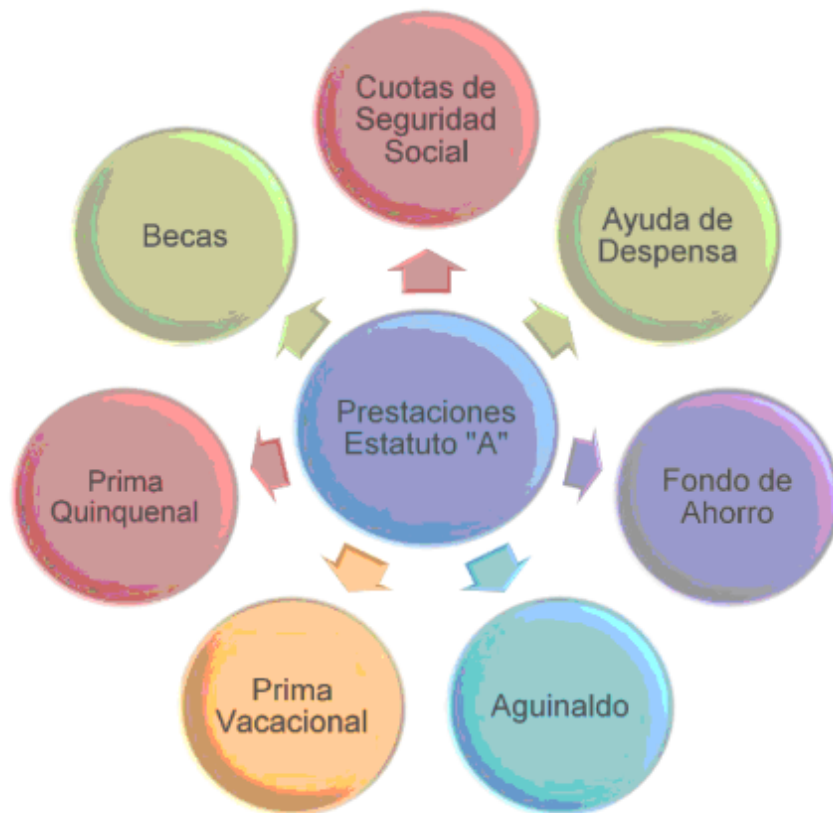 Cuotas de
Seguridad
Social
Ayuda de
Despensa
Fondo de
Ahorro
Aguinaldo
Prima
Vacacional
Prima
Quinquenal
Becas
Prestaciones
Estatuto "A"